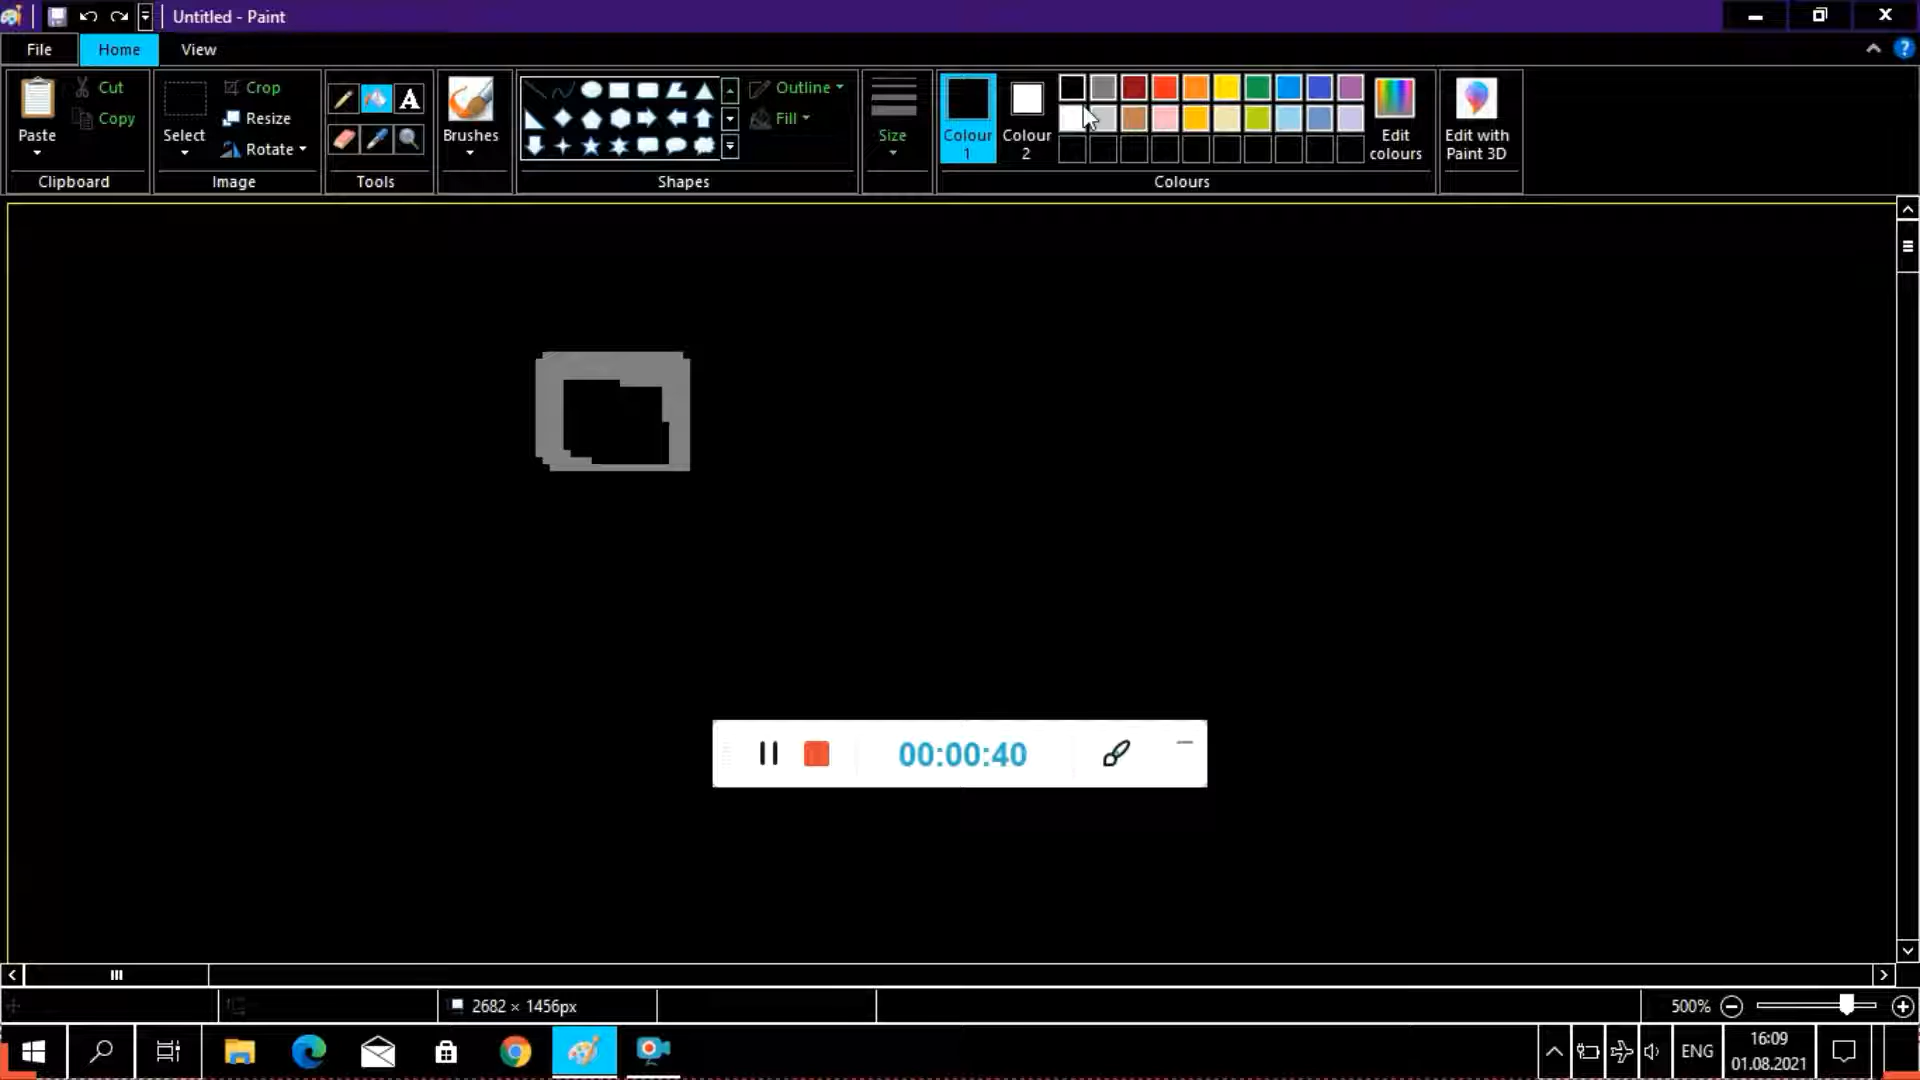 Untitled - Paint
File Home View
Cut Crop A Outline
Copy Resize Fill
Paste Select Rotate Brushes Size Colour 1 Colour 2 Edit colours Edit with Paint 3D
Clipboard Image Tools Shapes Colours
00:00:40
2682 × 1456px 500%
ENG 16:09
01.08.2021